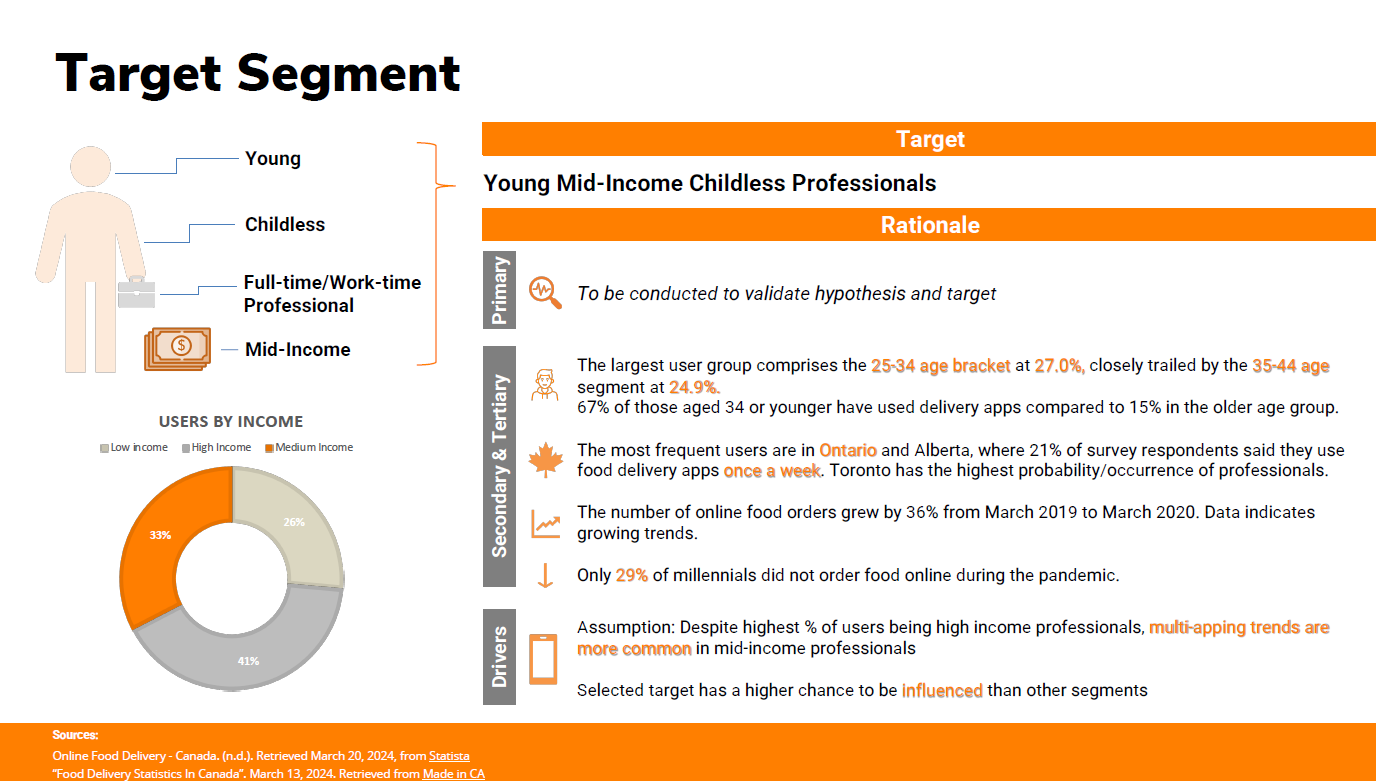 Target Segment
Young
Childless
Full-time/Work-time
Professional
Mid-Income
USERS BY INCOME
Low income High Income Medium Income
33%
26%
41%
Target
Young Mid-Income Childless Professionals
Rationale
Primary
To be conducted to validate hypothesis and target
Secondary & Tertiary
The largest user group comprises the 25-34 age bracket at 27.0%, closely trailed by the 35-44 age
segment at 24.9%.
67% of those aged 34 or younger have used delivery apps compared to 15% in the older age group.
The most frequent users are in Ontario and Alberta, where 21% of survey respondents said they use
food delivery apps once a week. Toronto has the highest probability/occurrence of professionals.
The number of online food orders grew by 36% from March 2019 to March 2020. Data indicates
growing trends.
Only 29% of millennials did not order food online during the pandemic.
Drivers
Assumption: Despite highest % of users being high income professionals, multi-apping trends are
more common in mid-income professionals
Selected target has a higher chance to be influenced than other segments
Sources:
Online Food Delivery - Canada. (n.d.). Retrieved March 20, 2024, from Statista
“Food Delivery Statistics In Canada”. March 13, 2024. Retrieved from Made in CA
$